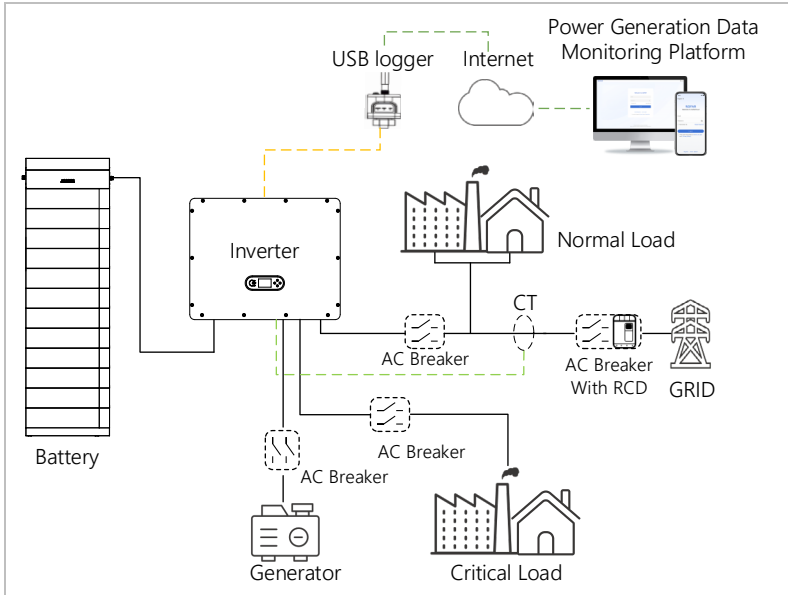 Power Generation Data
Monitoring Platform
USB logger
Internet
Inverter
Normal Load
CT
AC Breaker
AC Breaker
With RCD
GRID
Battery
AC Breaker
AC Breaker
Generator
Critical Load